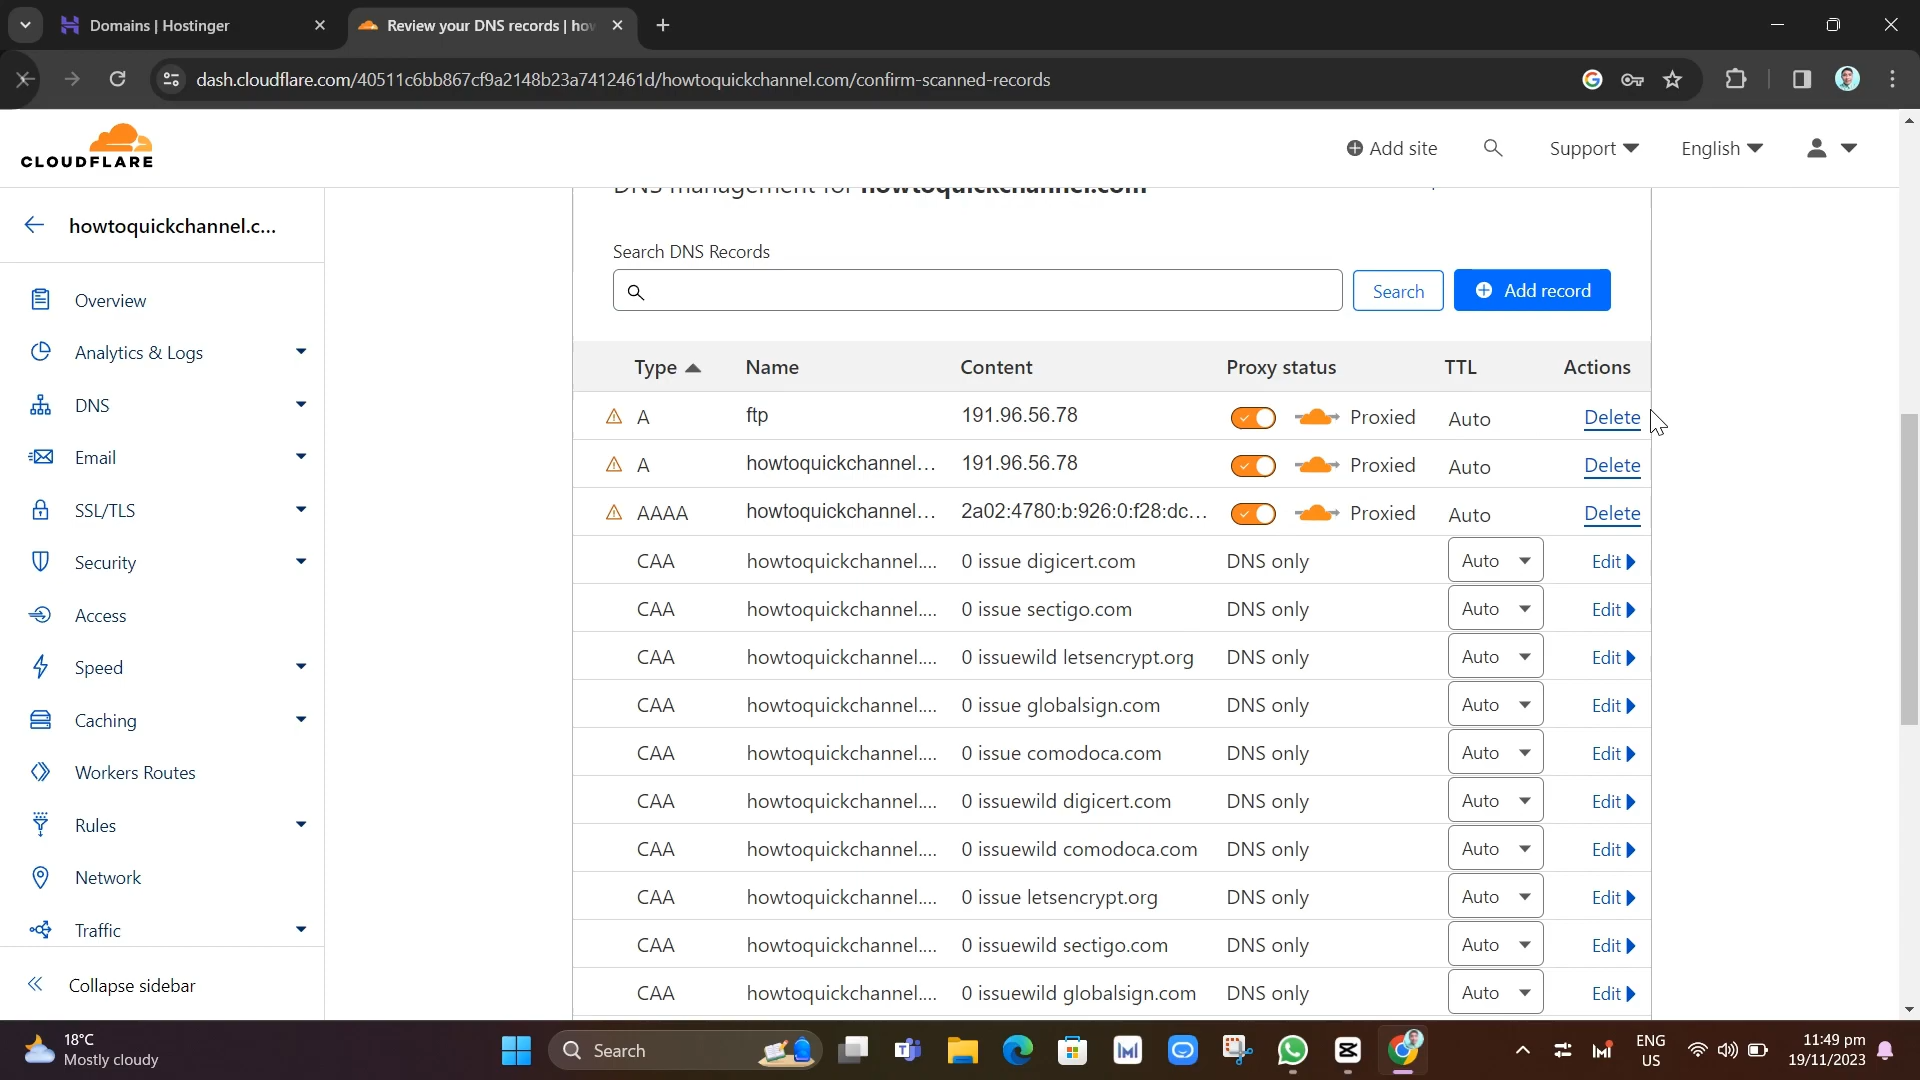 Domains | Hostinger
Review your DNS records | how
dash.cloudflare.com/40511c6bb867cf9a2148b23a7412461d/howtoquickchannel.com/confirm-scanned-records
CLOUDFLARE
Add site
Support
English
howtoquickchannel.c...
Overview
Analytics & Logs
DNS
Email
SSL/TLS
Security
Access
Speed
Caching
Workers Routes
Rules
Network
Traffic
Collapse sidebar
DNS management for howtoquickchannel.com
Search DNS Records
Search
Add record
Type Name Content Proxy status TTL Actions
A ftp 191.96.56.78 Proxied Auto Delete
A howtoquickchannel... 191.96.56.78 Proxied Auto Delete
AAAA howtoquickchannel... 2a02:4780:b:926:0:f28:dc... Proxied Auto Delete
CAA howtoquickchannel.... 0 issue digicert.com DNS only Auto Edit
CAA howtoquickchannel.... 0 issue sectigo.com DNS only Auto Edit
CAA howtoquickchannel.... 0 issuewild letsencrypt.org DNS only Auto Edit
CAA howtoquickchannel.... 0 issue globalsign.com DNS only Auto Edit
CAA howtoquickchannel.... 0 issue comodoca.com DNS only Auto Edit
CAA howtoquickchannel.... 0 issuewild digicert.com DNS only Auto Edit
CAA howtoquickchannel.... 0 issuewild comodoca.com DNS only Auto Edit
CAA howtoquickchannel.... 0 issue letsencrypt.org DNS only Auto Edit
CAA howtoquickchannel.... 0 issuewild sectigo.com DNS only Auto Edit
CAA howtoquickchannel.... 0 issuewild globalsign.com DNS only Auto Edit
18°C
Mostly cloudy
Search
ENG
US
11:49 pm
19/11/2023